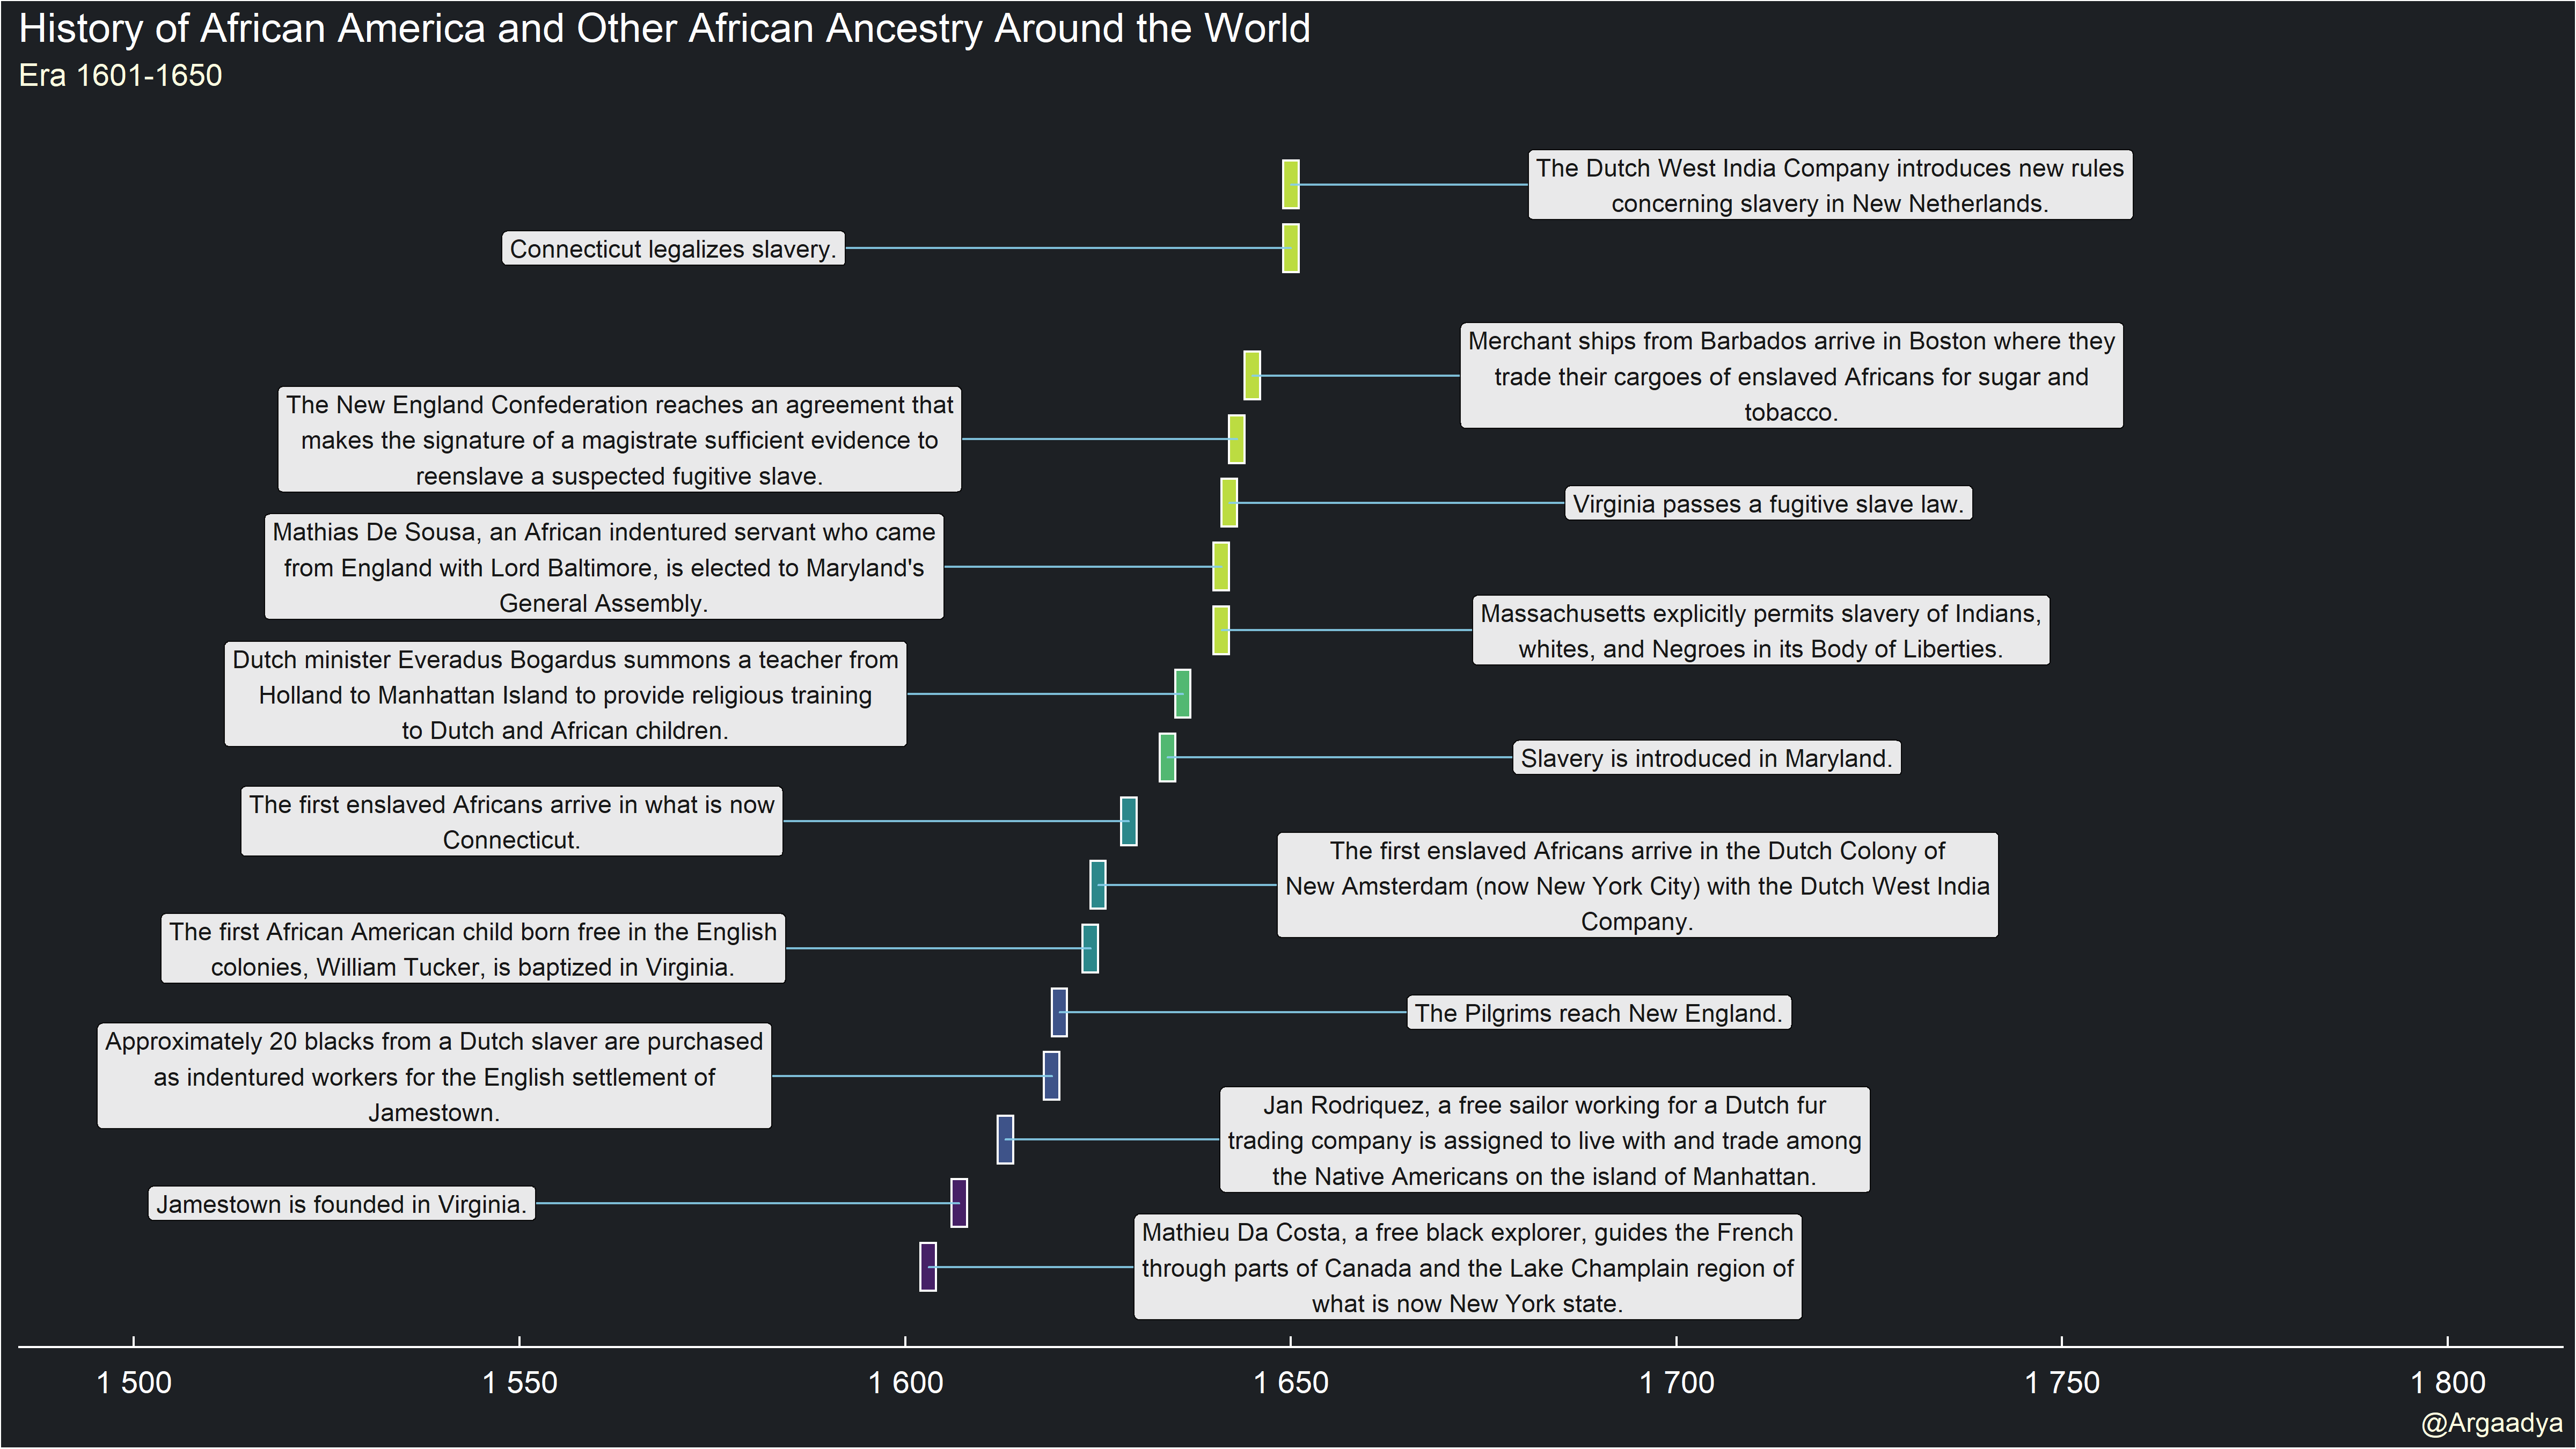 History of African America and Other African Ancestry Around the World
Era 1601-1650
The Dutch West India Company introduces new rules
concerning slavery in New Netherlands.
Connecticut legalizes slavery.
Merchant ships from Barbados arrive in Boston where they
trade their cargoes of enslaved Africans for sugar and
tobacco.
The New England Confederation reaches an agreement that
makes the signature of a magistrate sufficient evidence to
reenslave a suspected fugitive slave.
Virginia passes a fugitive slave law.
Mathias De Sousa, an African indentured servant who came
from England with Lord Baltimore, is elected to Maryland's
General Assembly.
Massachusetts explicitly permits slavery of Indians,
whites, and Negroes in its Body of Liberties.
Dutch minister Everadus Bogardus summons a teacher from
Holland to Manhattan Island to provide religious training
to Dutch and African children.
Slavery is introduced in Maryland.
The first enslaved Africans arrive in what is now
Connecticut.
The first enslaved Africans arrive in the Dutch Colony of
New Amsterdam (now New York City) with the Dutch West India
Company.
The first African American child born free in the English
colonies, William Tucker, is baptized in Virginia.
The Pilgrims reach New England.
Approximately 20 blacks from a Dutch slaver are purchased
as indentured workers for the English settlement of
Jamestown.
Jan Rodriquez, a free sailor working for a Dutch fur
trading company is assigned to live with and trade among
the Native Americans on the island of Manhattan.
Jamestown is founded in Virginia.
Mathieu Da Costa, a free black explorer, guides the French
through parts of Canada and the Lake Champlain region of
what is now New York state.
1 500 1 550 1 600 1 650 1 700 1 750 1 800
@Argaadya